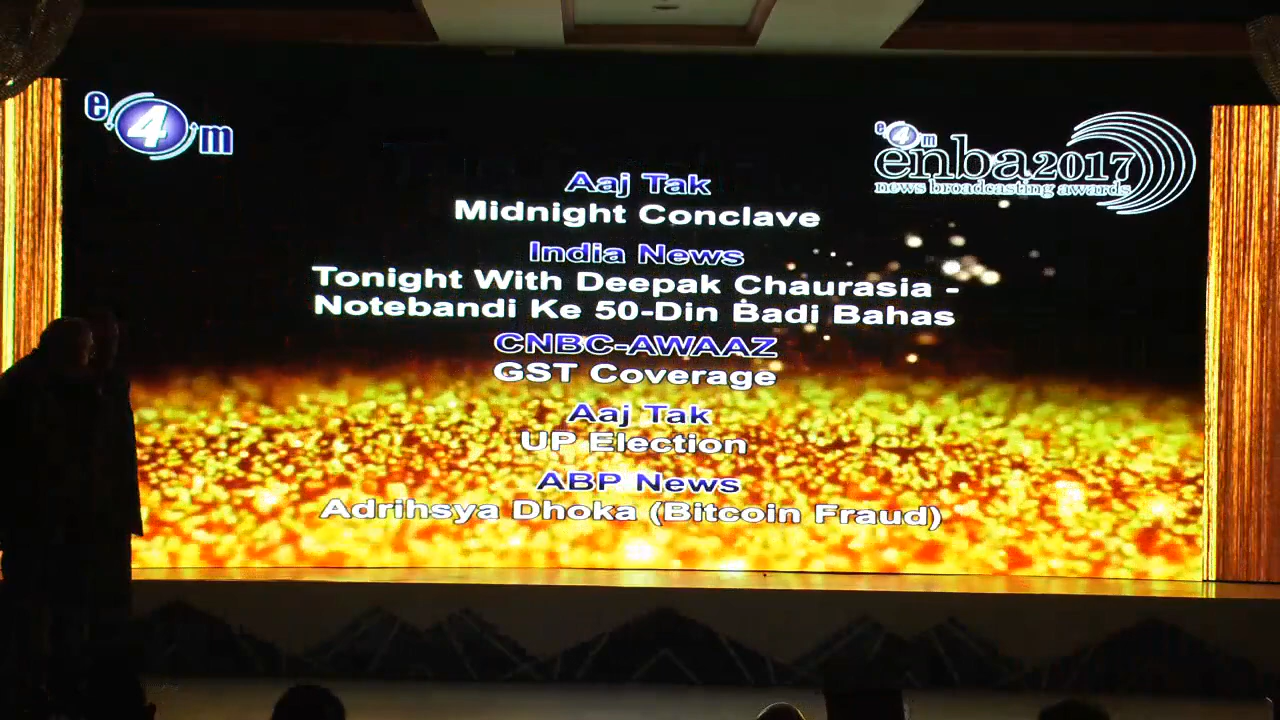 e4m
e4m
enba2017
news broadcasting awards
Aaj Tak
Midnight Conclave
India News
Tonight With Deepak Chaurasia -
Notebandi Ke 50-Din Badi Bahas
CNBC-AWAAZ
GST Coverage
Aaj Tak
UP Election
ABP News
Adrihsya Dhoka (Bitcoin Fraud)